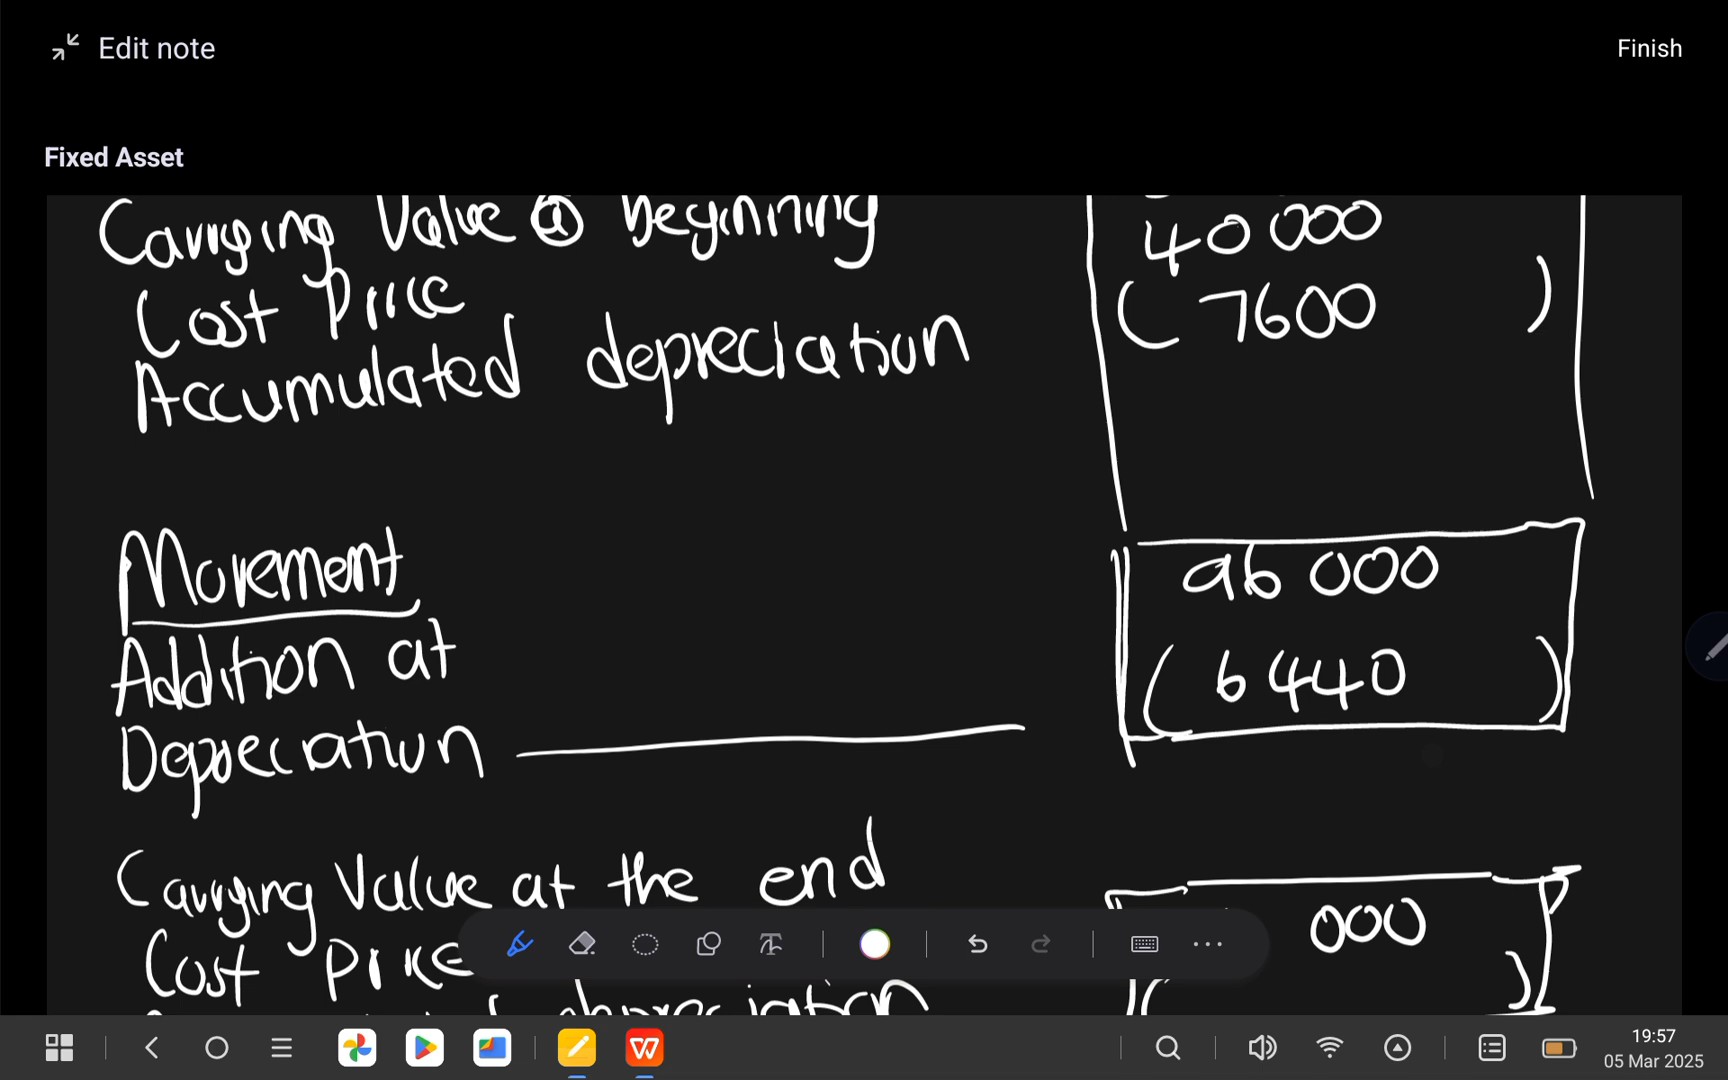 Edit note
Finish
Fixed Asset
Carrying Value @ beginning
40 000
Cost Price
(7600)
Accumulated depreciation
Movement
96 000
Addition at
(6440)
Depreciation
Carrying Value at the end
000
Cost Price
depreciation
19:57
05 Mar 2025